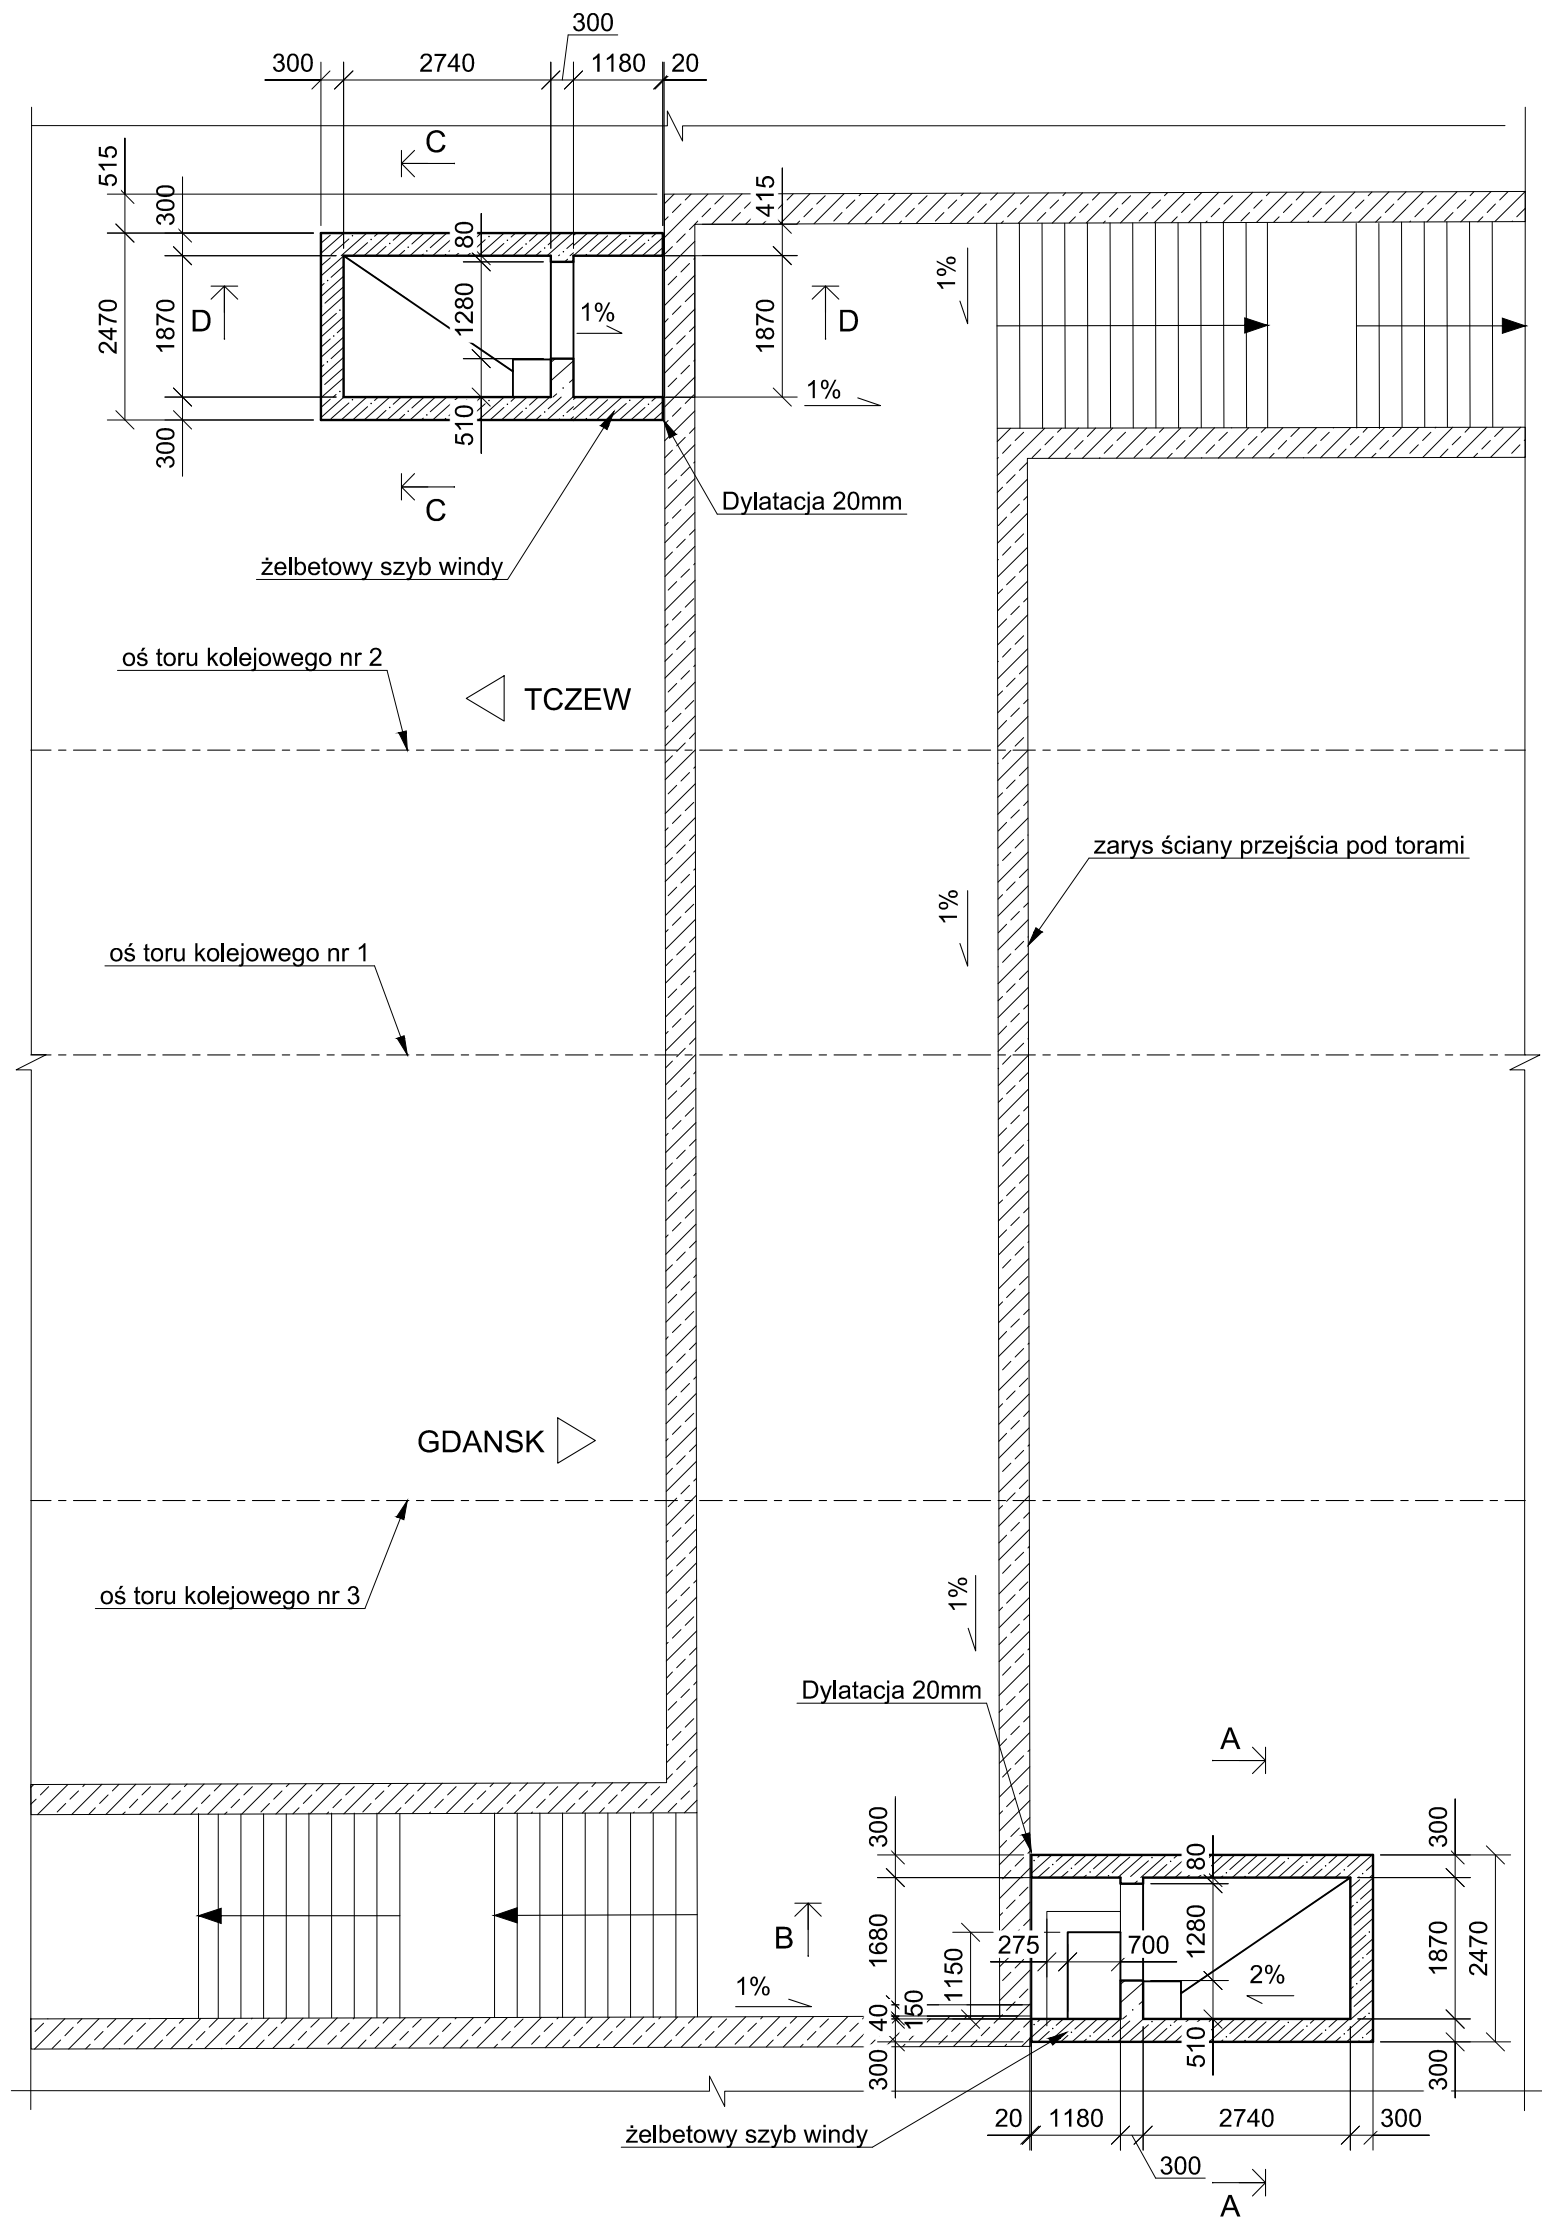 300
300
2740
1180
20
C
515
300
415
80
1%
D
1%
D
2470
1870
1280
1870
1%
300
510
C
Dylatacja 20mm
żelbetowy szyb windy
oś toru kolejowego nr 2
TCZEW
zarys ściany przejścia pod torami
1%
oś toru kolejowego nr 1
GDANSK
oś toru kolejowego nr 3
1%
Dylatacja 20mm
A
300
80
300
B
1680
275
700
1280
1870
2470
1150
1%
2%
40
150
300
510
300
żelbetowy szyb windy
20
1180
2740
300
300
A